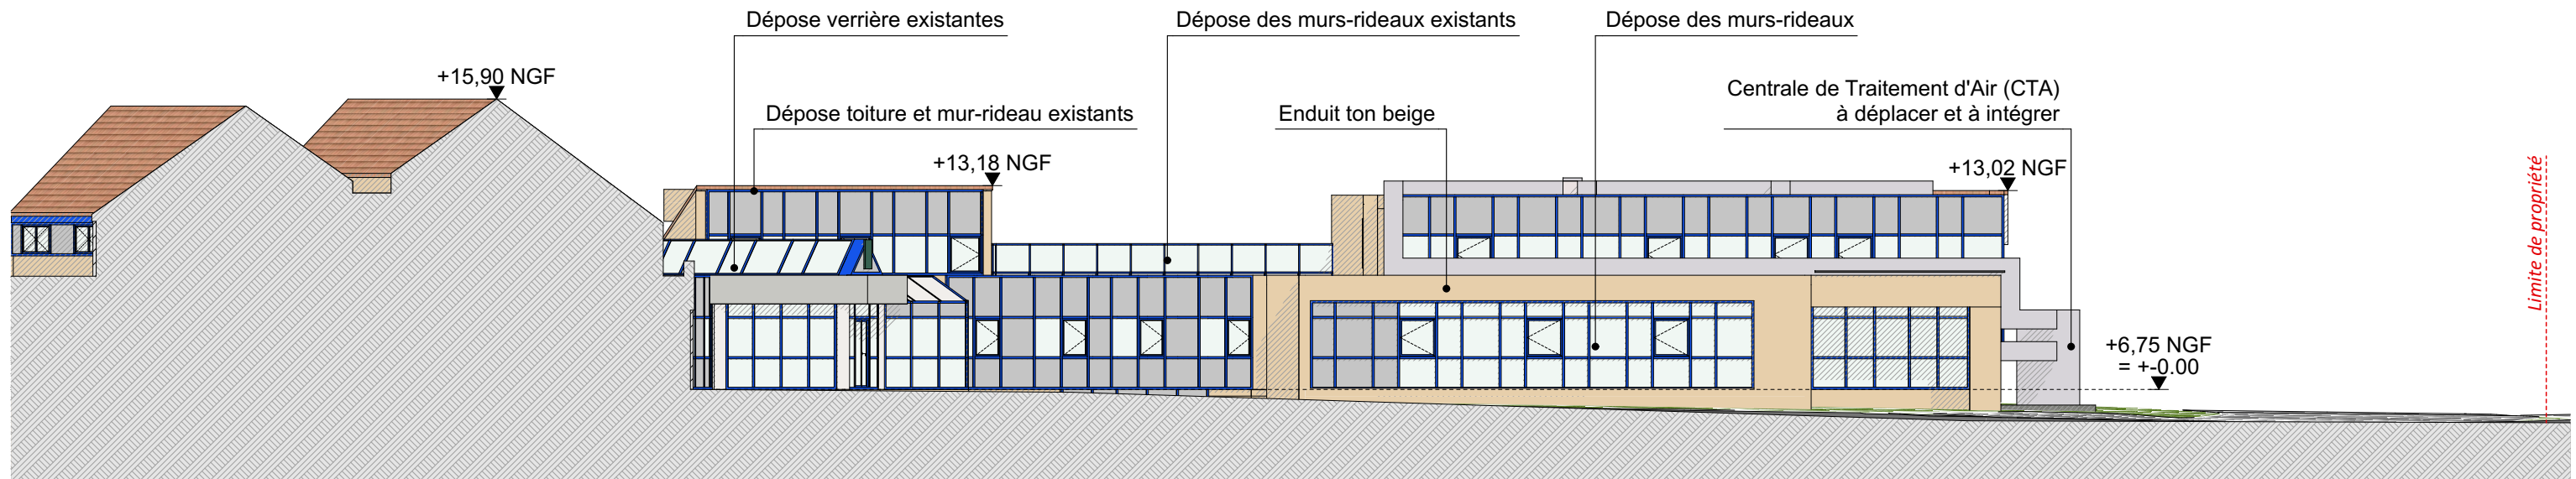 Dépose verrière existantes
Dépose des murs-rideaux existants
Dépose des murs-rideaux
+15,90 NGF
Centrale de Traitement d'Air (CTA)
à déplacer et à intégrer
Dépose toiture et mur-rideau existants
Enduit ton beige
+13,18 NGF
+13,02 NGF
Limite de propriété
+6,75 NGF
= +-0.00